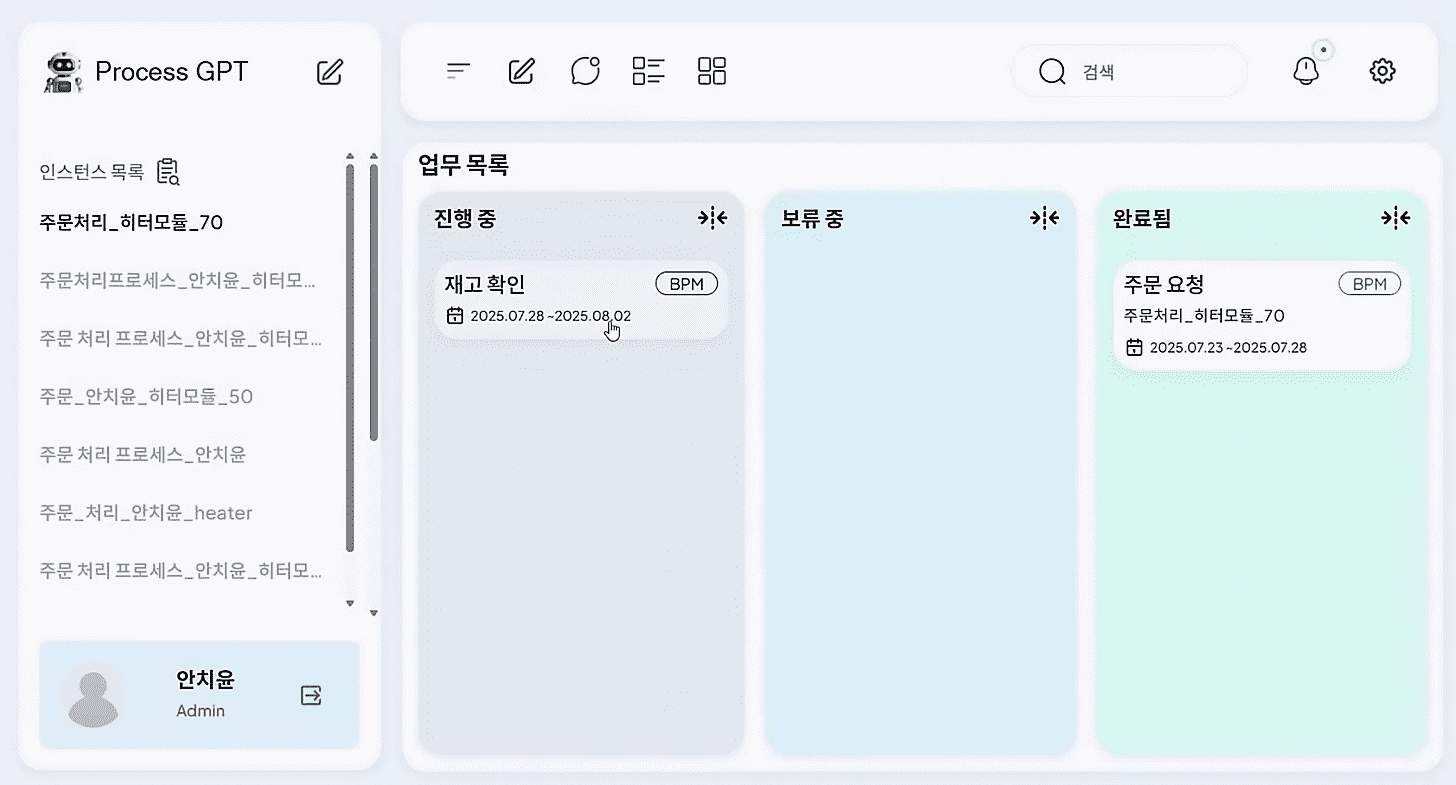 Process GPT
검색
인스턴스 목록
주문처리_히터모듈_70
주문처리프로세스_안치윤_히터모...
주문 처리 프로세스_안치윤_히터모...
주문_안치윤_히터모듈_50
주문 처리 프로세스_안치윤
주문_처리_안치윤_heater
주문 처리 프로세스_안치윤_히터모...
안치윤
Admin
업무 목록
진행 중
재고 확인
BPM
2025.07.28 ~2025.08.02
보류 중
완료됨
주문 요청
BPM
주문처리_히터모듈_70
2025.07.23 ~2025.07.28